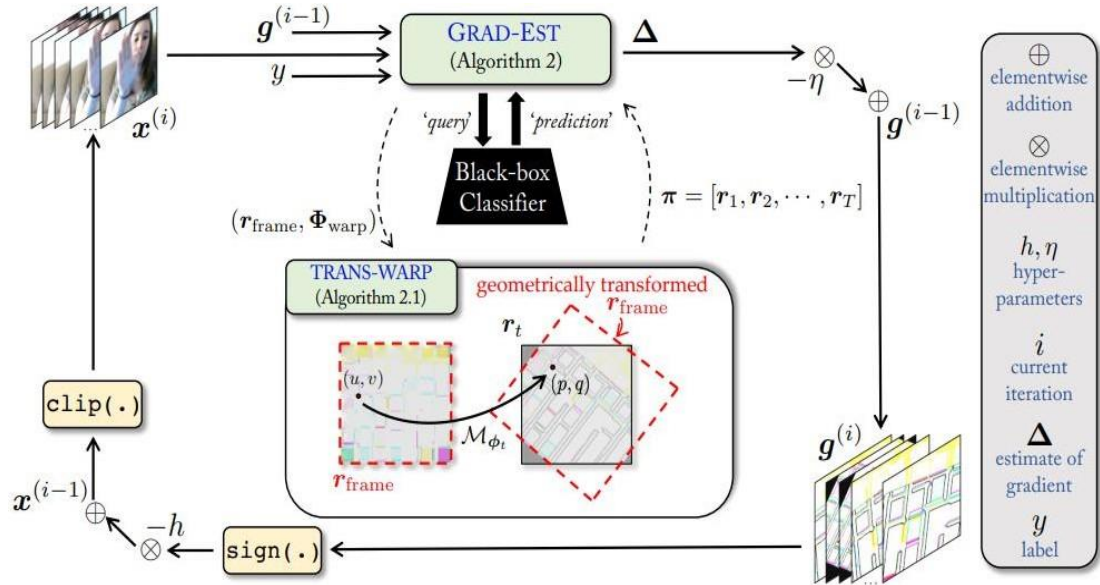 𝒙^(i)
...
𝒈^(i−1)
y
GRAD-EST
(Algorithm 2)
𝚫
⊗
−η
⊕
𝒈^(i−1)
'query'
'prediction'
Black-box
Classifier
(𝒓_frame, 𝚽_warp)
𝝅 = [𝒓_1, 𝒓_2, ⋯ , 𝒓_T]
TRANS-WARP
(Algorithm 2.1)
geometrically transformed
𝒓_frame
𝒓_t
(u, v)
(p, q)
ℳ_ϕ_t
𝒓_frame
𝒈^(i)
...
sign(.)
−h
⊗
𝒙^(i−1)
⊕
clip(.)
⊕
elementwise
addition
⊗
elementwise
multiplication
h, η
hyper-
parameters
i
current
iteration
𝚫
estimate of
gradient
y
label